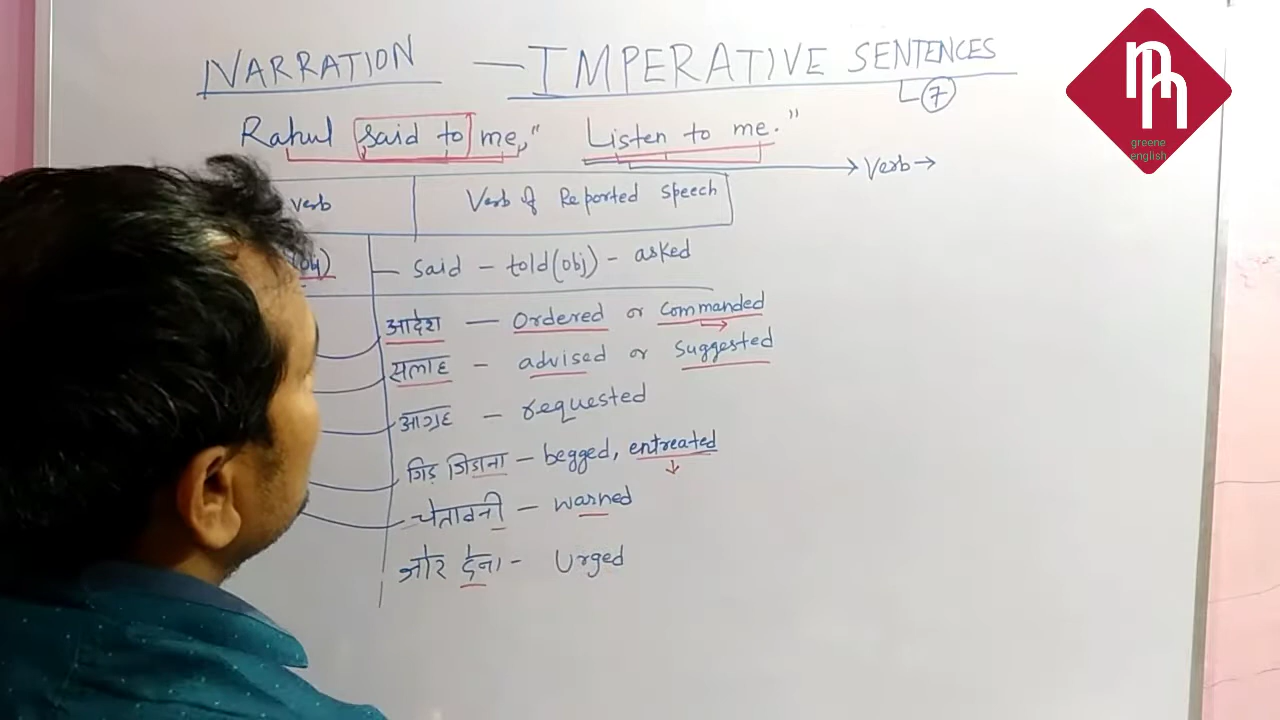 NARRATION — IMPERATIVE SENTENCES
7
Rahul said to me," Listen to me."
→ Verb →
verb Verb of Reported speech
(obj) said - told(obj) - asked
आदेश — Ordered or Commanded
सलाह - advised or Suggested
आग्रह - requested
गिड़ गिडाना - begged, entreated
चेतावनी - warned
जोर देना - Urged
greene
english